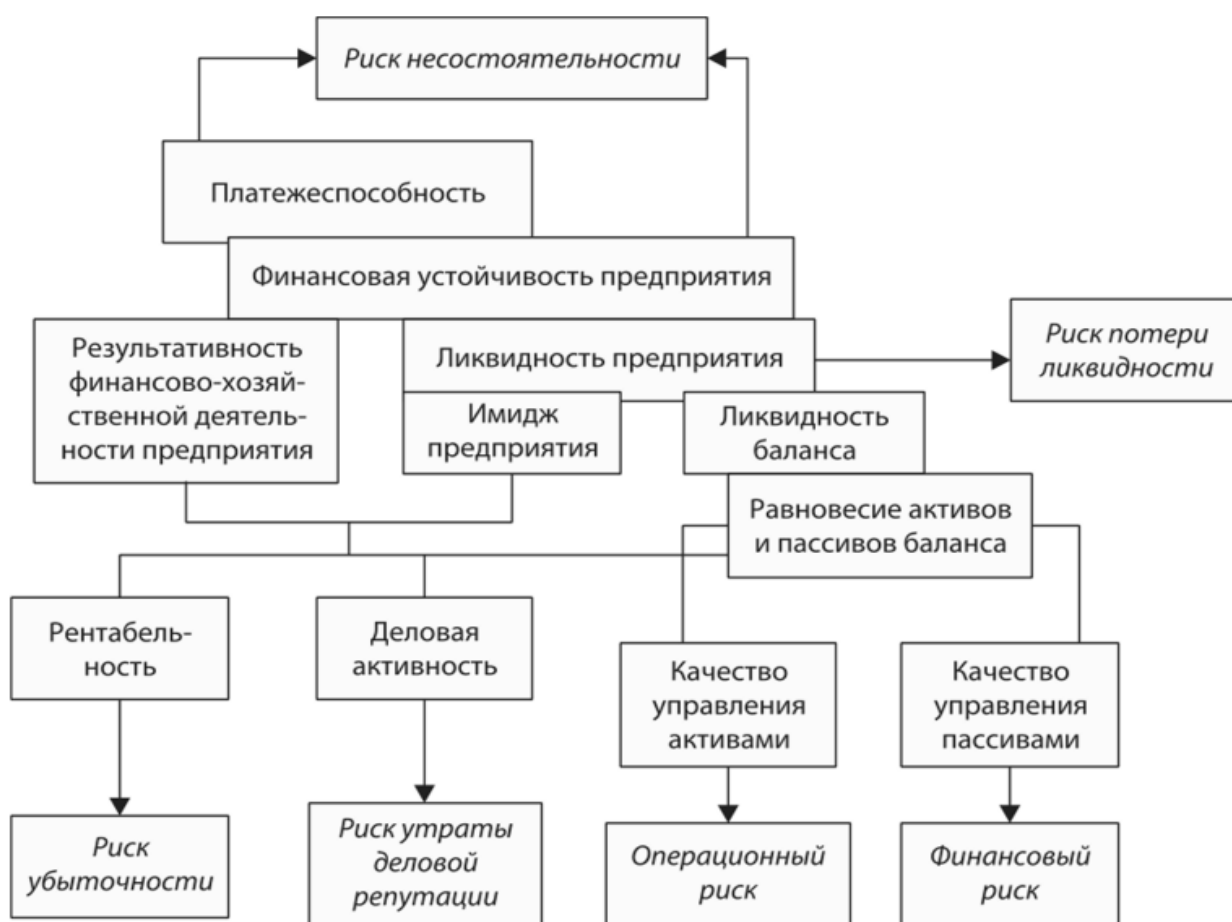 Риск несостоятельности
Платежеспособность
Финансовая устойчивость предприятия
Результативность
финансово-хозяй-
ственной деятель-
ности предприятия
Ликвидность предприятия
Риск потери
ликвидности
Имидж
предприятия
Ликвидность
баланса
Равновесие активов
и пассивов баланса
Рентабель-
ность
Деловая
активность
Качество
управления
активами
Качество
управления
пассивами
Риск
убыточности
Риск утраты
деловой
репутации
Операционный
риск
Финансовый
риск